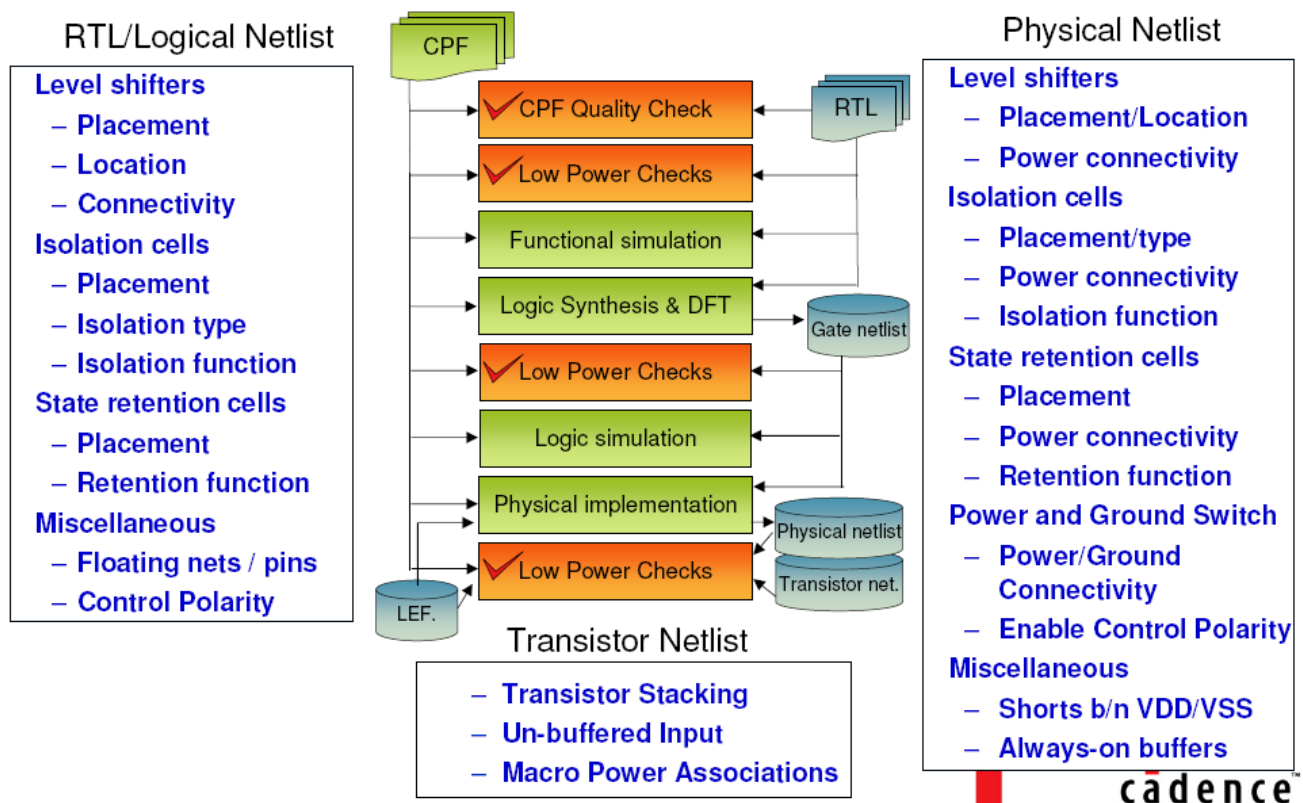 RTL/Logical Netlist
Level shifters
– Placement
– Location
– Connectivity
Isolation cells
– Placement
– Isolation type
– Isolation function
State retention cells
– Placement
– Retention function
Miscellaneous
– Floating nets / pins
– Control Polarity
CPF
RTL
CPF Quality Check
Low Power Checks
Functional simulation
Logic Synthesis & DFT
Gate netlist
Low Power Checks
Logic simulation
Physical implementation
Physical netlist
Low Power Checks
Transistor net.
LEF.
Transistor Netlist
– Transistor Stacking
– Un-buffered Input
– Macro Power Associations
Physical Netlist
Level shifters
– Placement/Location
– Power connectivity
Isolation cells
– Placement/type
– Power connectivity
– Isolation function
State retention cells
– Placement
– Power connectivity
– Retention function
Power and Ground Switch
– Power/Ground
Connectivity
– Enable Control Polarity
Miscellaneous
– Shorts b/n VDD/VSS
– Always-on buffers
cādence™